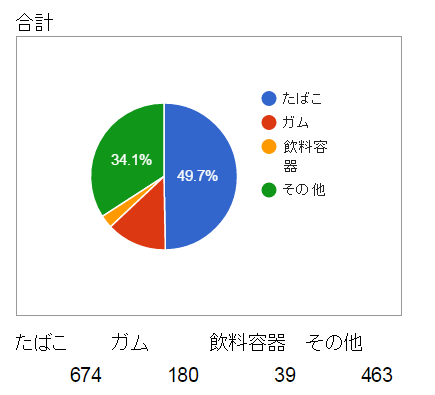 合計
たばこ
ガム
飲料容
器
その他
34.1%
49.7%
たばこ ガム 飲料容器 その他
674 180 39 463